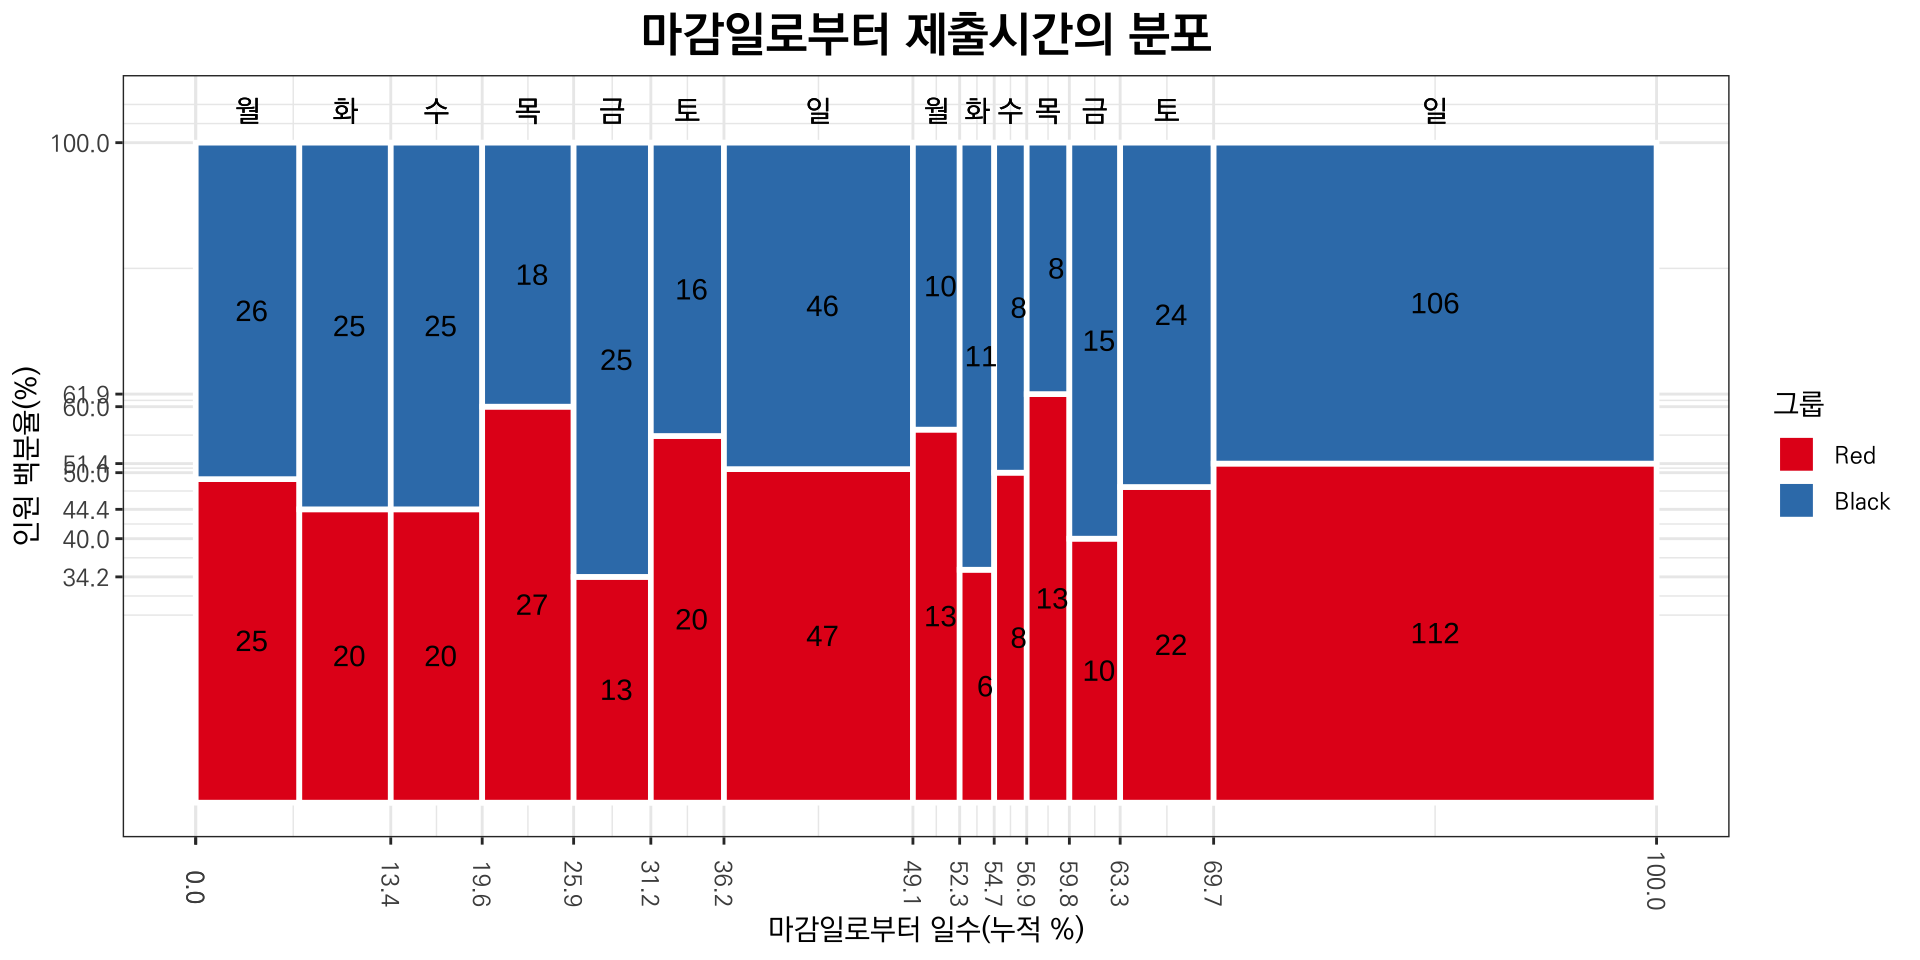 마감일로부터 제출시간의 분포
월 화 수 목 금 토 일 월 화 수 목 금 토 일
100.0
61.9
60.0
51.4
50.0
44.4
40.0
34.2
인원 백분율(%)
26 25 25 18 25 16 46 10 11 8 8 15 24 106
25 20 20 27 13 20 47 13 6 8 13 10 22 112
0.0 13.4 19.6 25.9 31.2 36.2 49.1 52.3 54.7 56.9 59.8 63.3 69.7 100.0
마감일로부터 일수(누적 %)
그룹
Red
Black